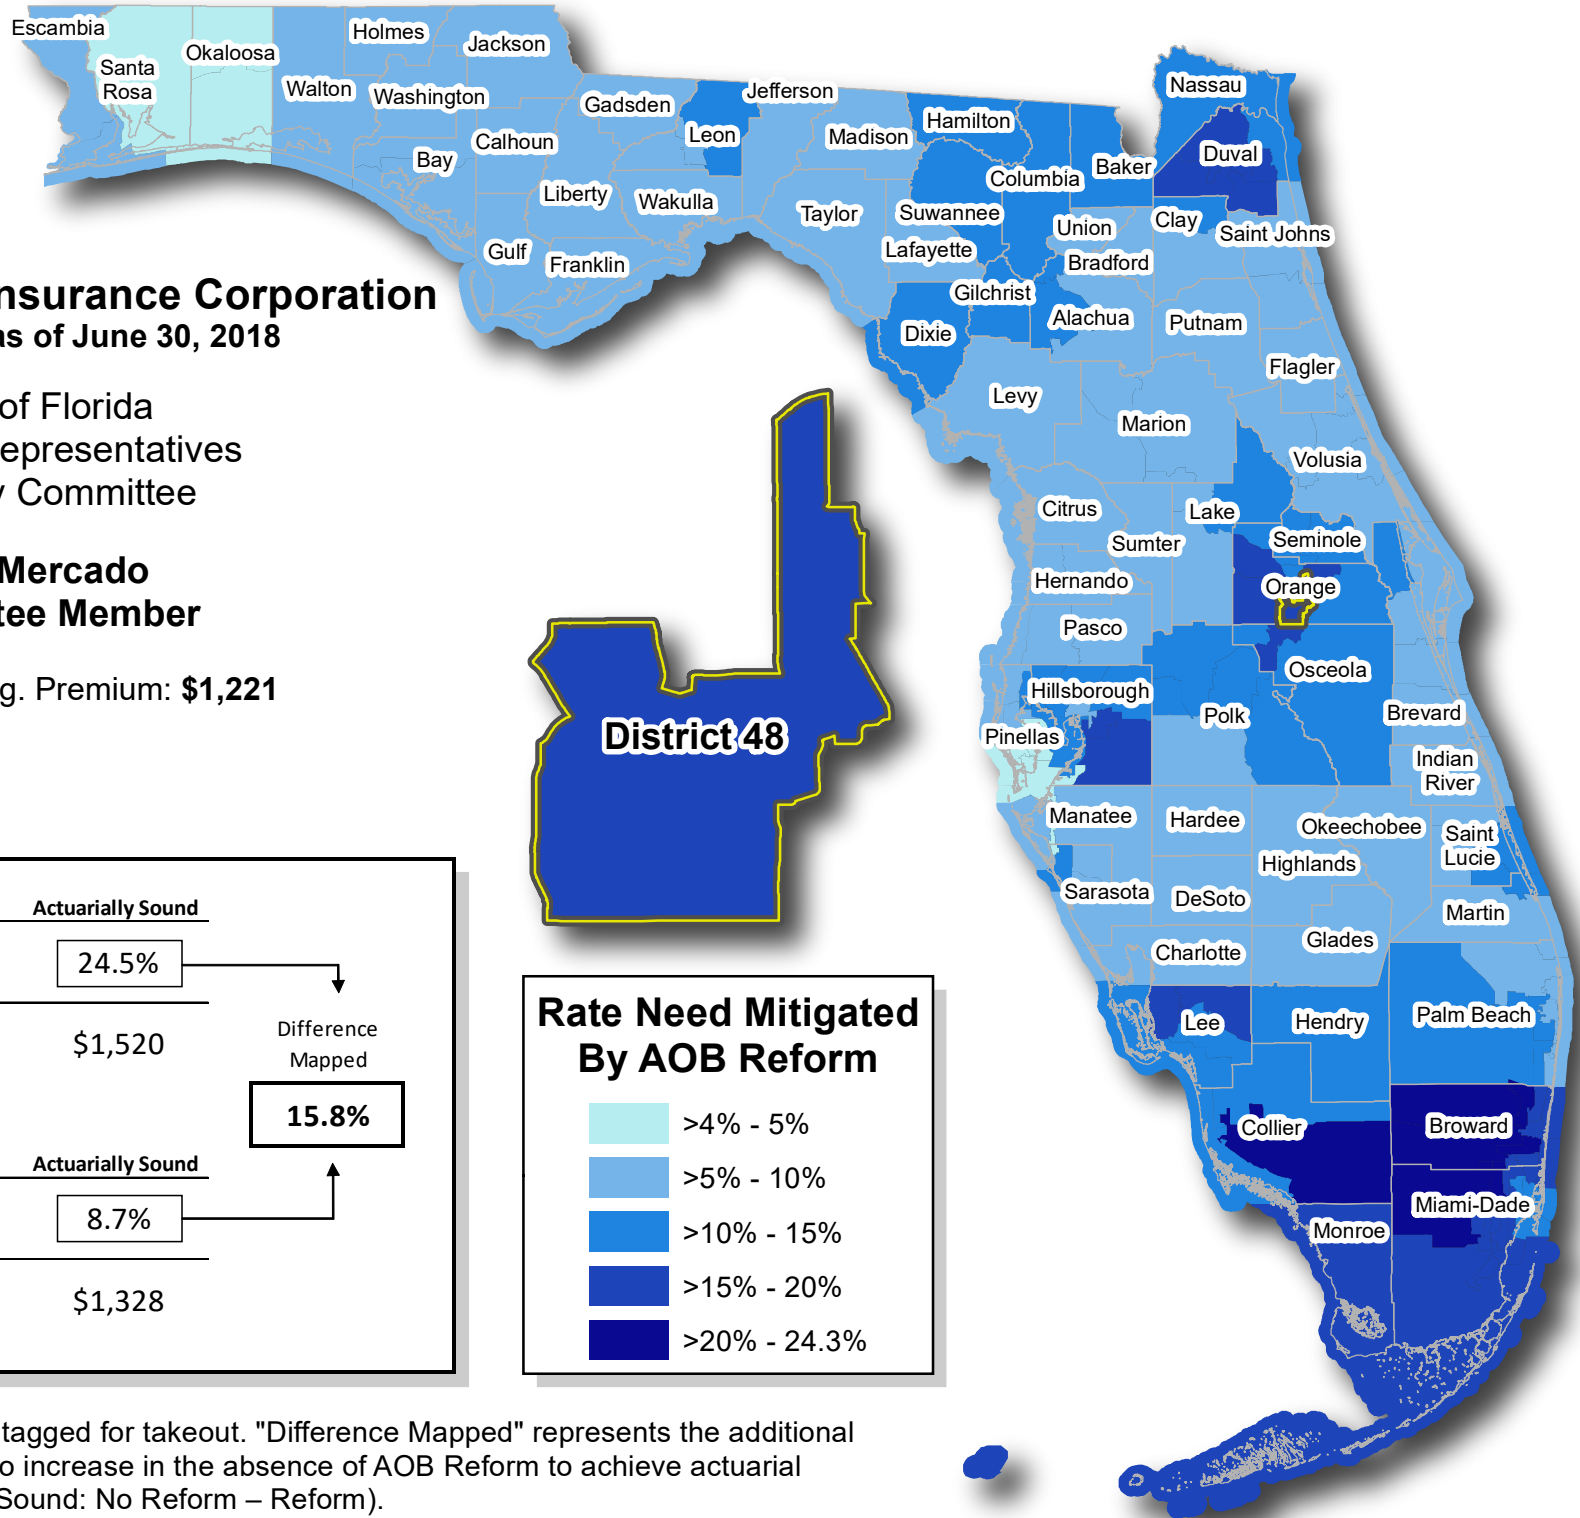 Escambia
Santa
Rosa
Okaloosa
Holmes
Jackson
Walton
Washington
Bay
Calhoun
Gulf
Gadsden
Liberty
Franklin
Leon
Wakulla
Jefferson
Madison
Taylor
Hamilton
Suwannee
Lafayette
Columbia
Baker
Nassau
Duval
Union
Clay
Saint Johns
Bradford
Gilchrist
Dixie
Alachua
Putnam
Flagler
Levy
Marion
Volusia
Citrus
Lake
Sumter
Seminole
Hernando
Orange
Pasco
Osceola
Hillsborough
Polk
Brevard
Pinellas
Indian
River
Manatee
Hardee
Okeechobee
Saint
Lucie
Highlands
Sarasota
DeSoto
Martin
Glades
Charlotte
Lee
Hendry
Palm Beach
Collier
Broward
Miami-Dade
Monroe
nsurance Corporation
as of June 30, 2018
of Florida
epresentatives
y Committee
Mercado
tee Member
g. Premium: $1,221
District 48
Actuarially Sound
24.5%
$1,520
Difference
Mapped
15.8%
Actuarially Sound
8.7%
$1,328
Rate Need Mitigated
By AOB Reform
>4% - 5%
>5% - 10%
>10% - 15%
>15% - 20%
>20% - 24.3%
tagged for takeout. "Difference Mapped" represents the additional
o increase in the absence of AOB Reform to achieve actuarial
Sound: No Reform – Reform).